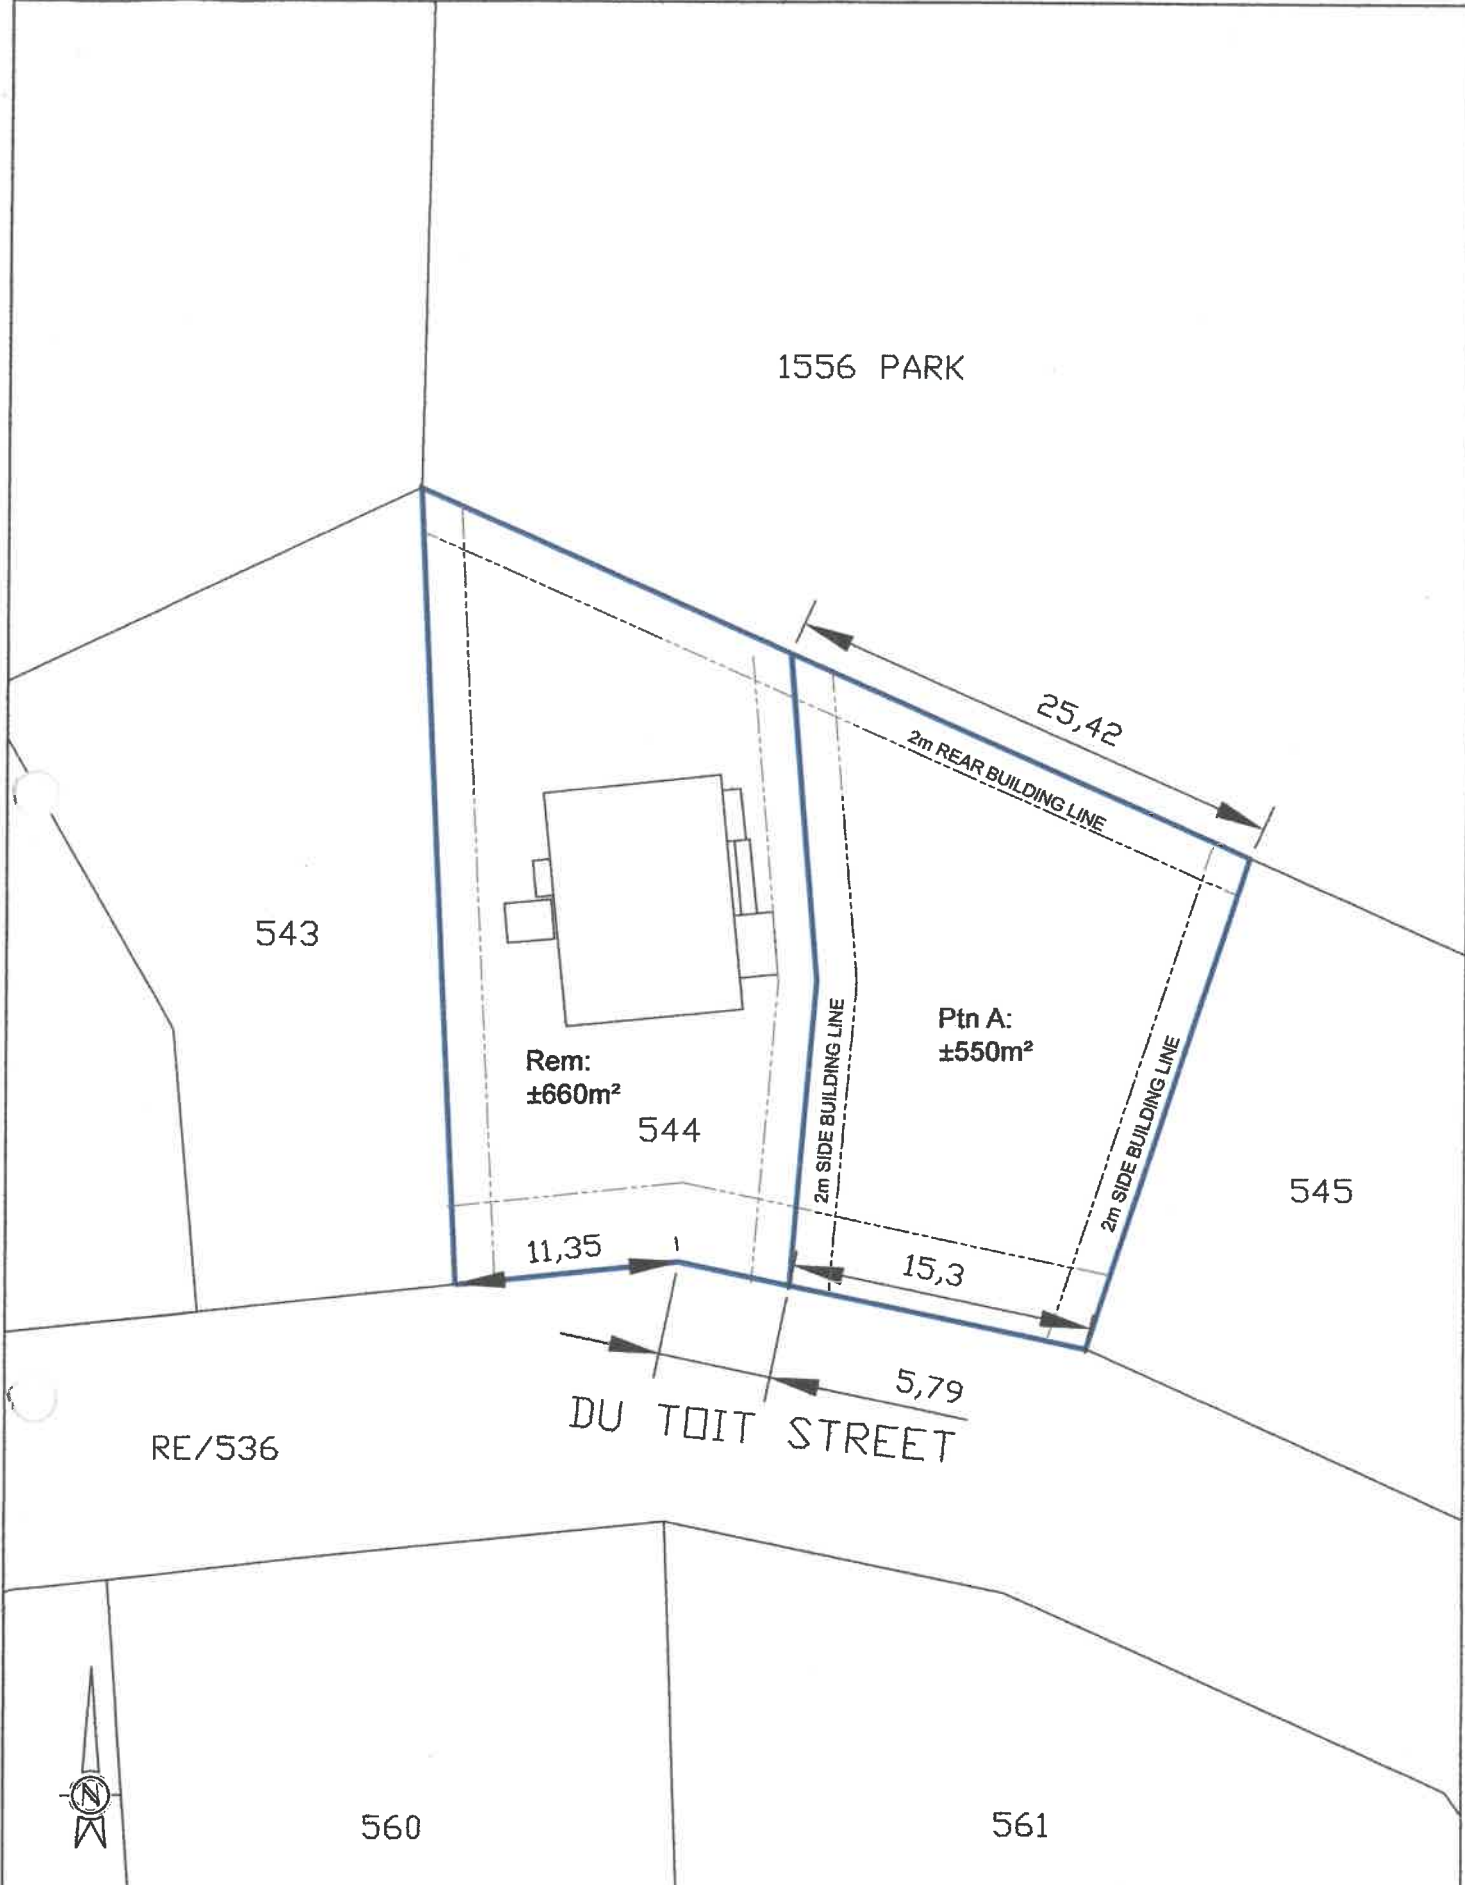 1556 PARK
25,42
2m REAR BUILDING LINE
543
Ptn A:
±550m²
2m SIDE BUILDING LINE
2m SIDE BUILDING LINE
Rem:
±660m²
544
545
11,35
15,3
5,79
DU TOIT STREET
RE/536
N
560
561